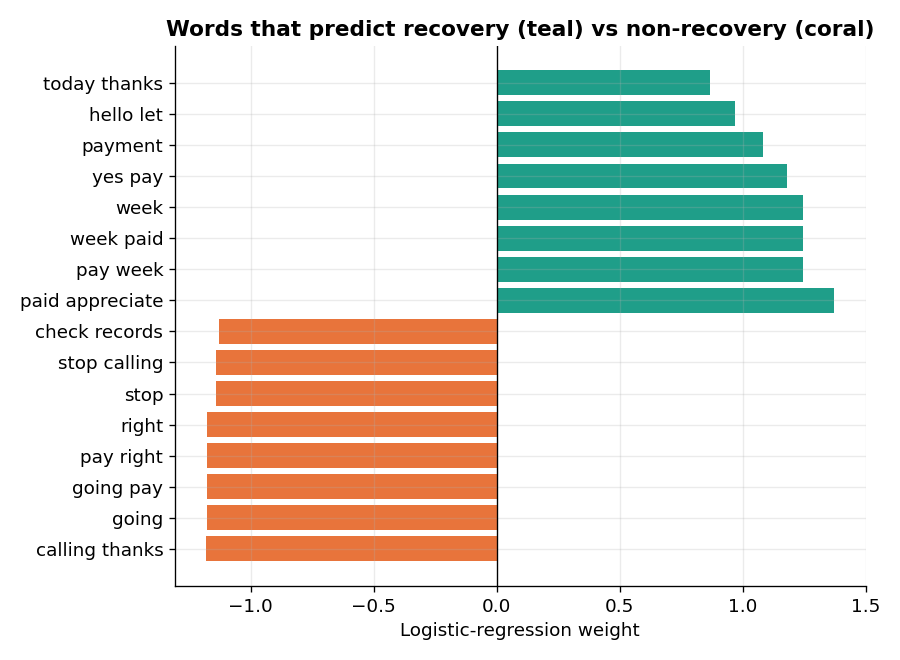 Words that predict recovery (teal) vs non-recovery (coral)
today thanks
hello let
payment
yes pay
week
week paid
pay week
paid appreciate
check records
stop calling
stop
right
pay right
going pay
going
calling thanks
−1.0 −0.5 0.0 0.5 1.0 1.5
Logistic-regression weight